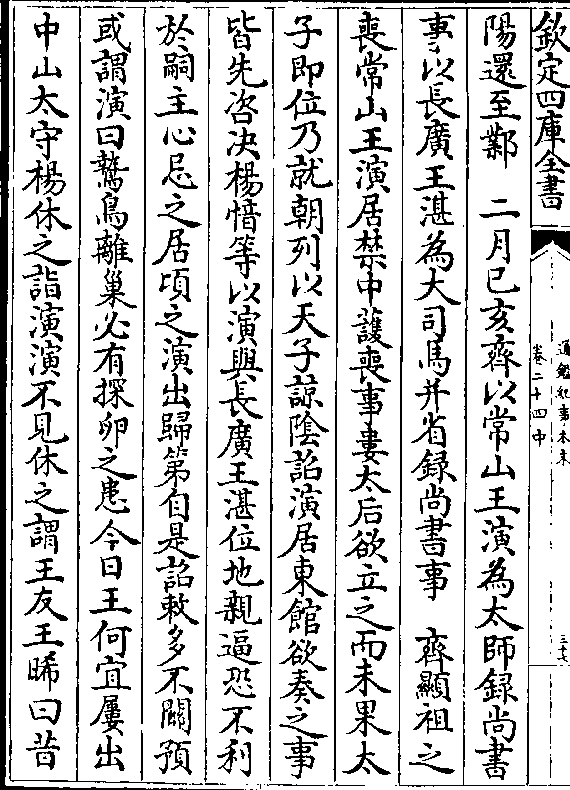 欽定四庫全書
通鑑紀事本末
卷二十四中
三十七
陽還至鄴　二月己亥齊以常山王演為太師錄尚書
事以長廣王湛為大司馬并省錄尚書事　齊顯祖之
喪常山王演居禁中護喪事婁太后欲立之而未果太
子即位乃就朝列以天子諒陰詔演居東館欲奏之事
皆先咨決楊愔等以演與長廣王湛位地親逼恐不利
於嗣主心忌之居頃之演出歸第自是詔敕多不關預
或謂演曰鷙鳥離巢必有探卵之患今日王何宜屢出
中山太守楊休之詣演演不見休之謂王友王晞曰昔